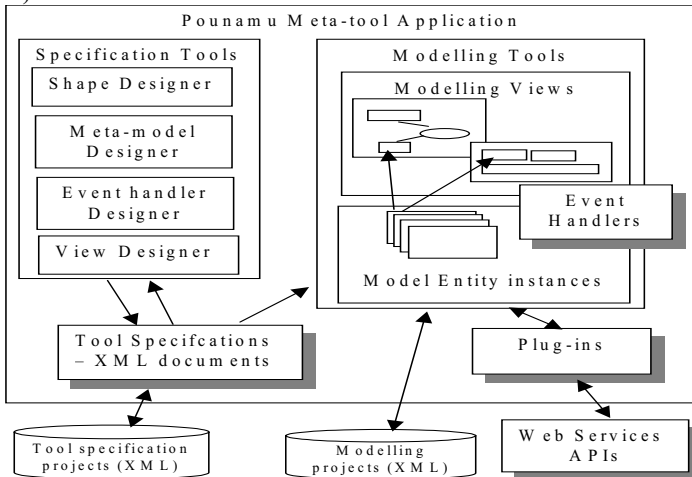 )
Pounamu Meta-tool Application
Specification Tools
Shape Designer
Meta-model
Designer
Event handler
Designer
View Designer
Modelling Tools
Modelling Views
Event
Handlers
Model Entity instances
Tool Specifcations
– XML documents
Plug-ins
Tool specification
projects (XML)
Modelling
projects (XML)
Web Services
APIs